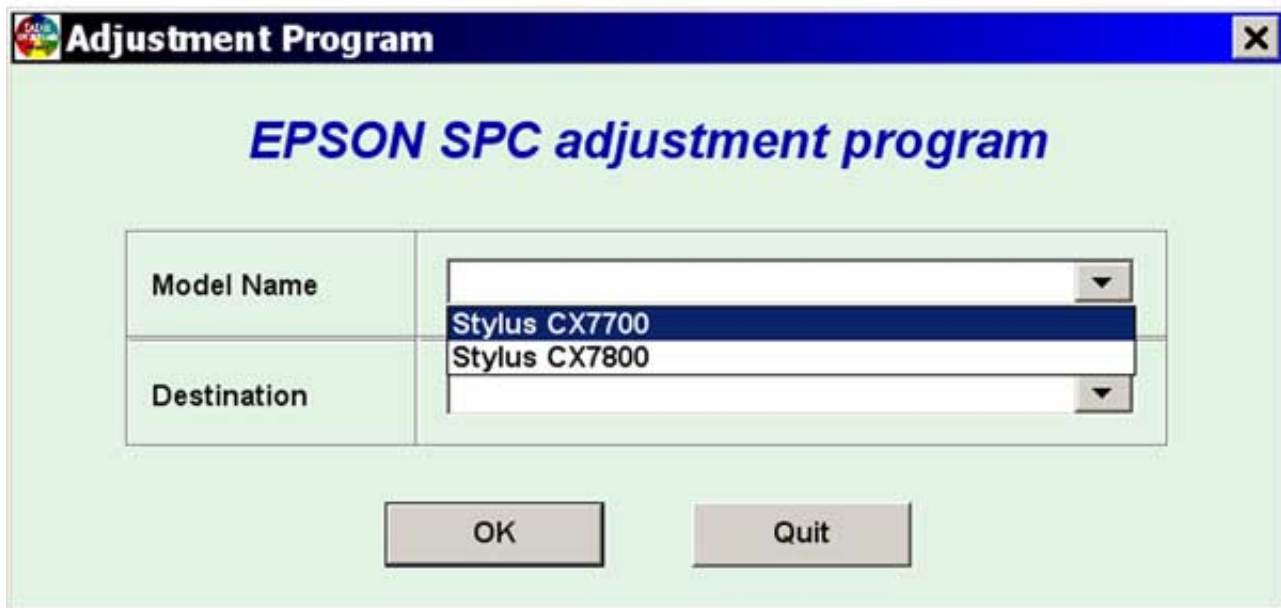 Adjustment Program
EPSON SPC adjustment program
Model Name
Stylus CX7700
Stylus CX7800
Destination
OK
Quit